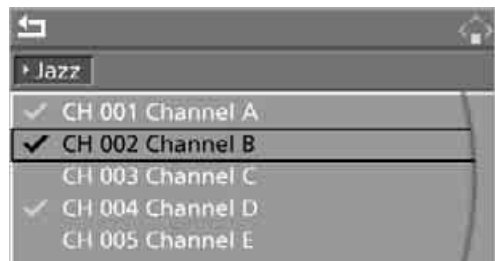 Jazz
CH 001 Channel A
CH 002 Channel B
CH 003 Channel C
CH 004 Channel D
CH 005 Channel E